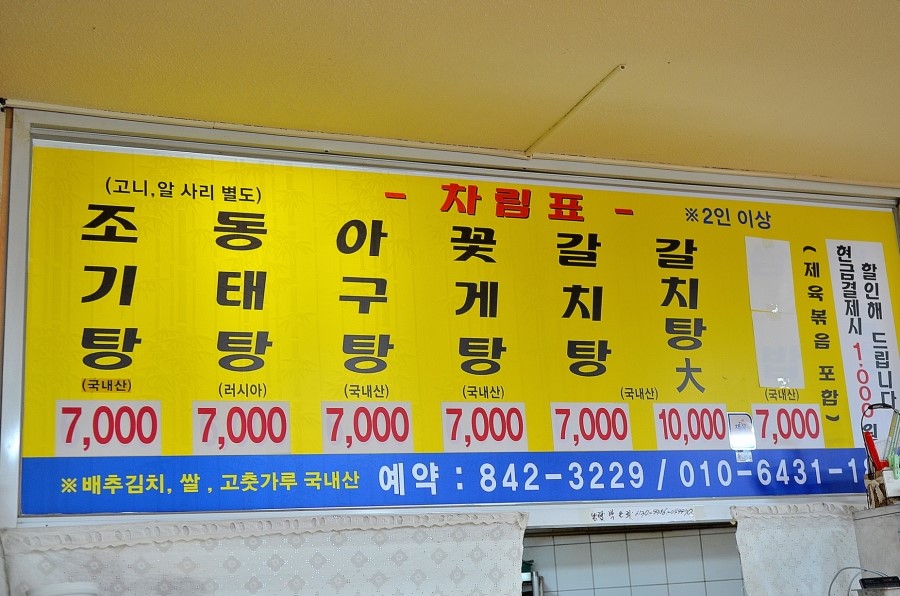 - 차림표 -
(고니,알 사리 별도)
※2인 이상
조기탕
(국내산)
7,000
동태탕
(러시아)
7,000
아구탕
(국내산)
7,000
꽃게탕
(국내산)
7,000
갈치탕
7,000
(국내산)
갈치탕大
10,000
(국내산)
7,000
(제육볶음 포함)
현금결제시 1.000원
할인해 드립니다
※배추김치, 쌀 , 고춧가루 국내산
예약 : 842-3229 / 010-6431-1